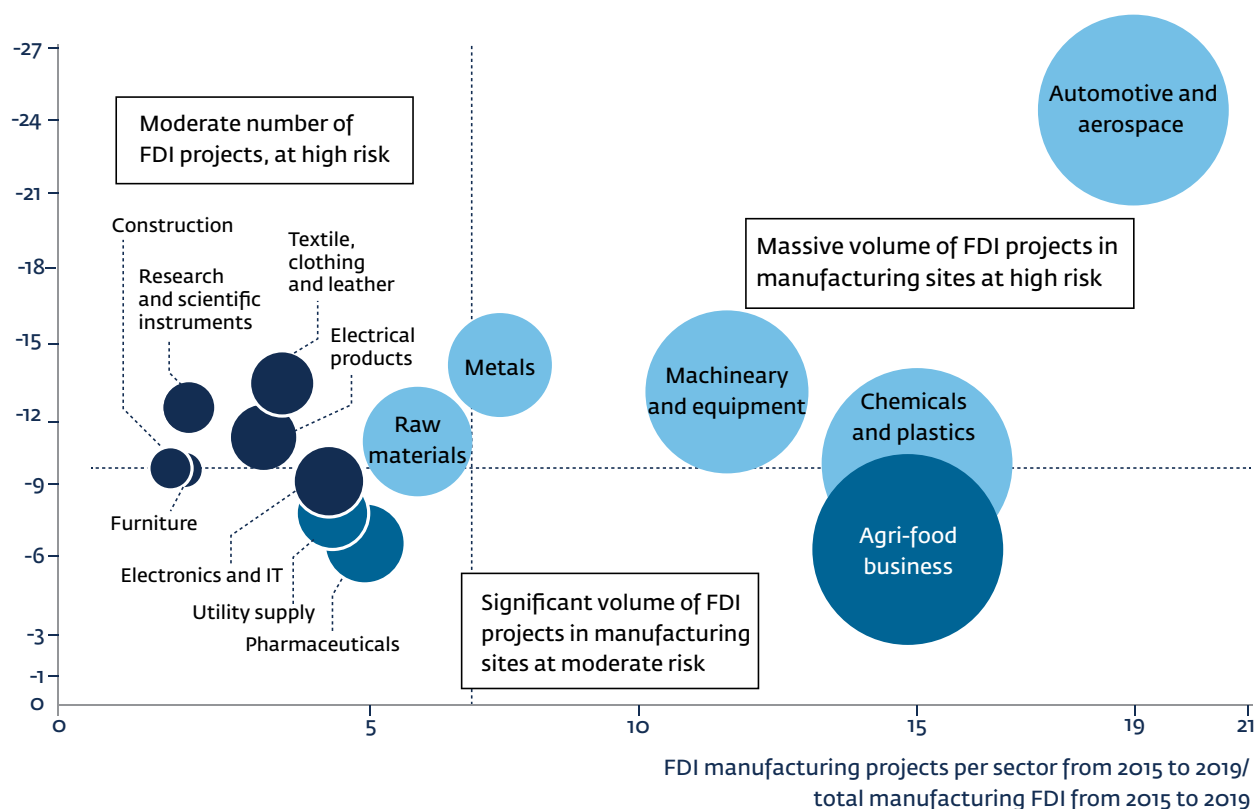 -27
-24
-21
-18
-15
-12
-9
-6
-3
-1
0
0
5
10
15
19
21
Moderate number of
FDI projects, at high risk
Automotive and
aerospace
Massive volume of FDI projects in
manufacturing sites at high risk
Construction
Research
and scientific
instruments
Textile,
clothing
and leather
Electrical
products
Metals
Raw
materials
Machineary
and equipment
Chemicals
and plastics
Agri-food
business
Furniture
Electronics and IT
Utility supply
Pharmaceuticals
Significant volume of FDI
projects in manufacturing
sites at moderate risk
FDI manufacturing projects per sector from 2015 to 2019/
total manufacturing FDI from 2015 to 2019